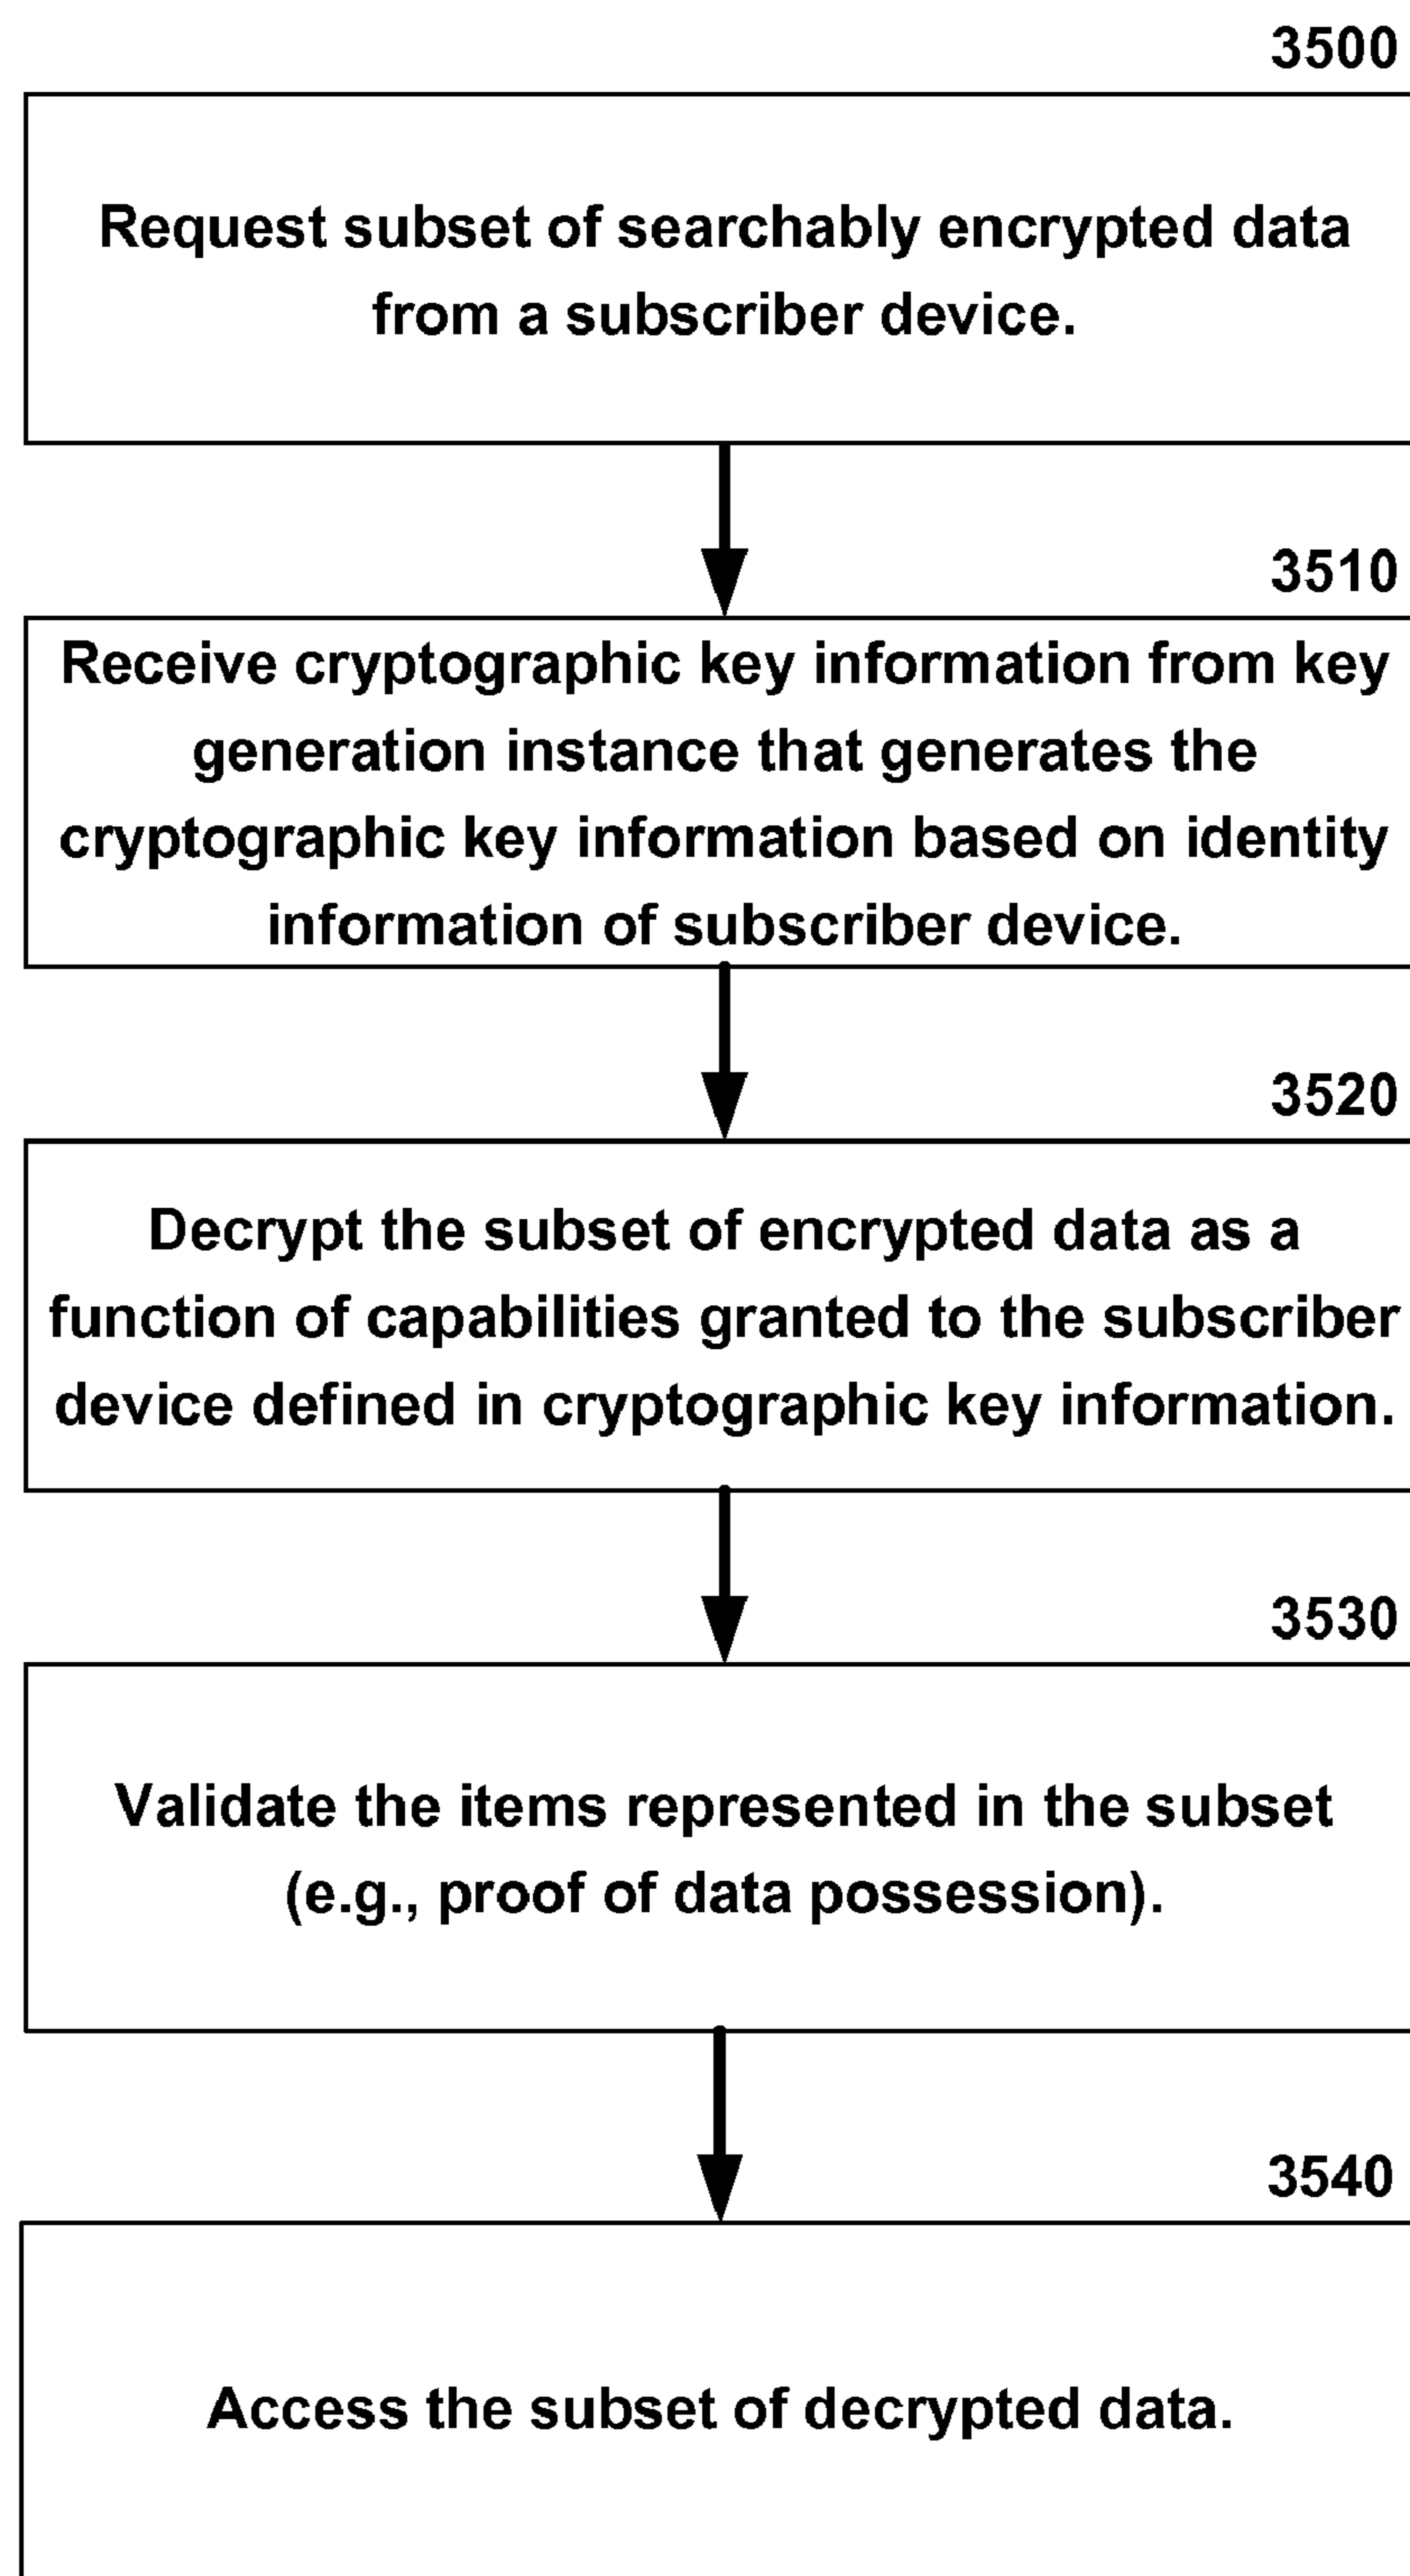 3500
Request subset of searchably encrypted data
from a subscriber device.
3510
Receive cryptographic key information from key
generation instance that generates the
cryptographic key information based on identity
information of subscriber device.
3520
Decrypt the subset of encrypted data as a
function of capabilities granted to the subscriber
device defined in cryptographic key information.
3530
Validate the items represented in the subset
(e.g., proof of data possession).
3540
Access the subset of decrypted data.